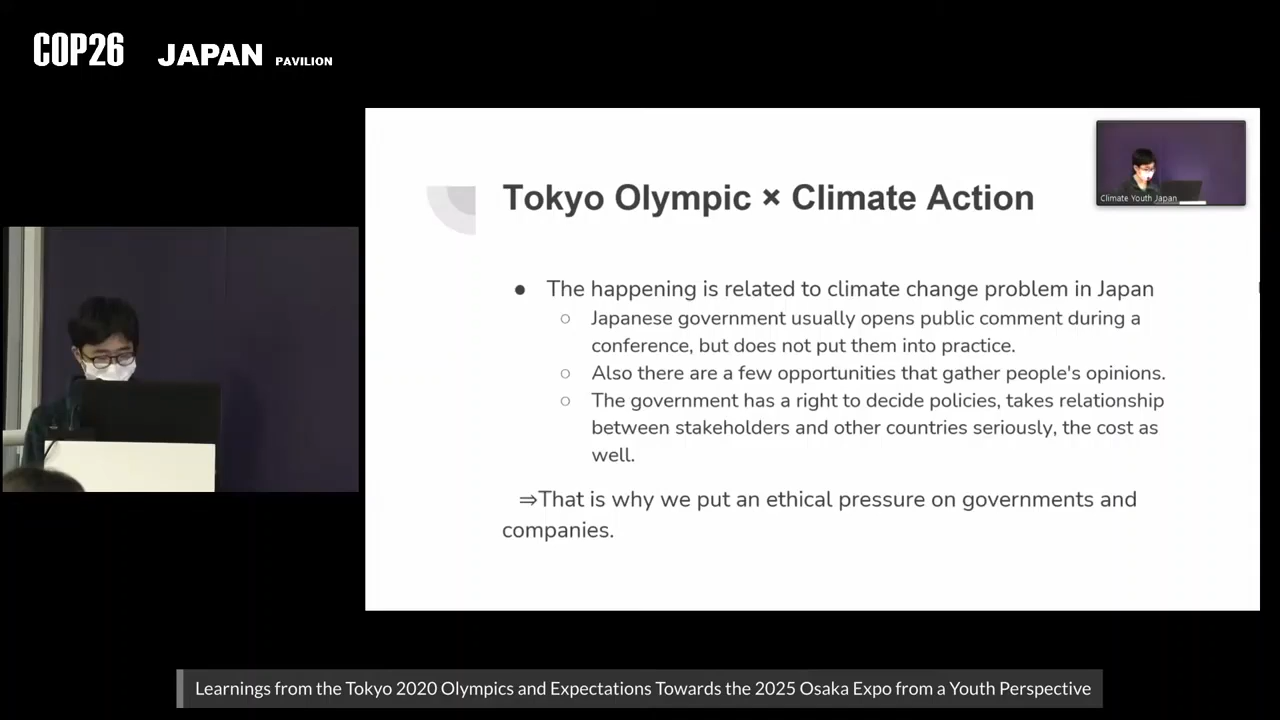 COP26 JAPAN PAVILION
Climate Youth Japan
Tokyo Olympic × Climate Action
● The happening is related to climate change problem in Japan
○ Japanese government usually opens public comment during a
conference, but does not put them into practice.
○ Also there are a few opportunities that gather people's opinions.
○ The government has a right to decide policies, takes relationship
between stakeholders and other countries seriously, the cost as
well.
⇒That is why we put an ethical pressure on governments and
companies.
Learnings from the Tokyo 2020 Olympics and Expectations Towards the 2025 Osaka Expo from a Youth Perspective